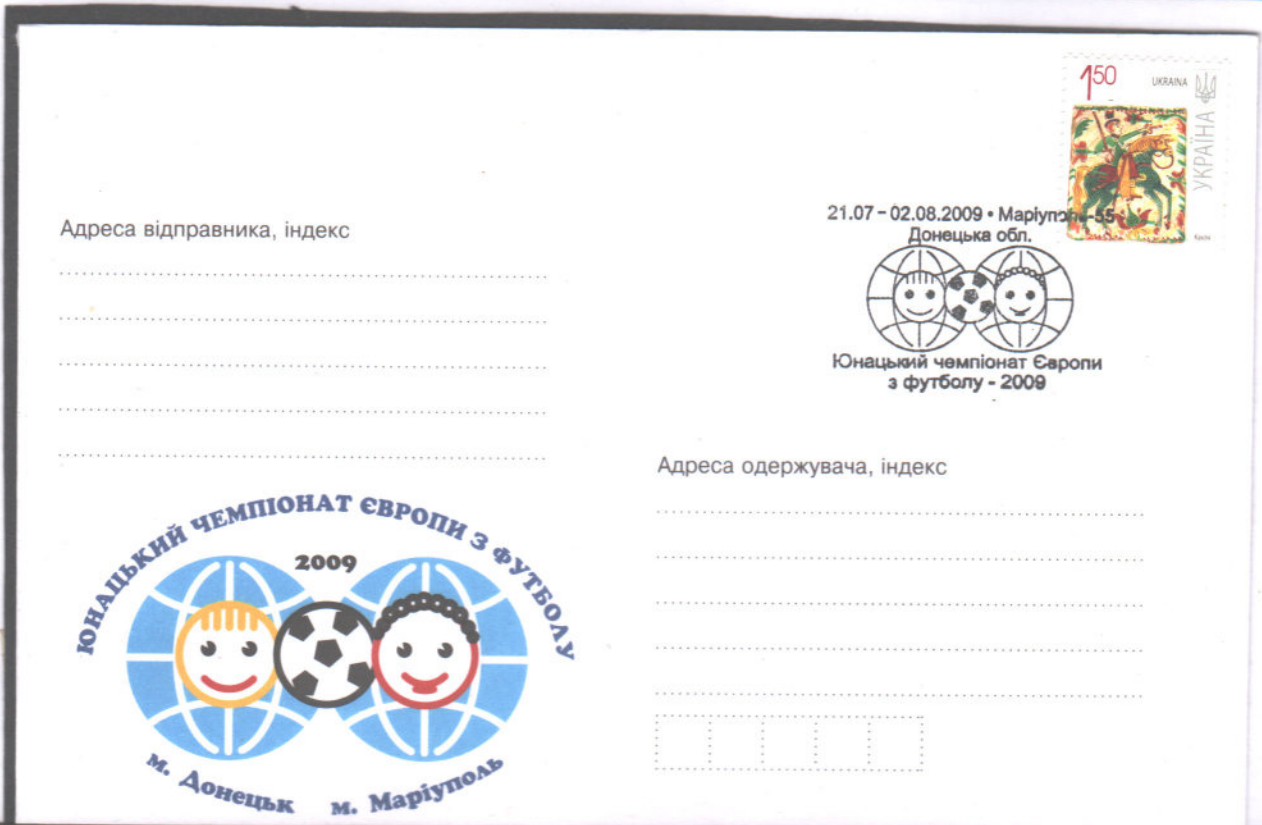 1,50
UKRAINA
УКРАЇНА
21.07 – 02.08.2009 • Маріуполь-55
Донецька обл.
Юнацький чемпіонат Європи
з футболу - 2009
Адреса відправника, індекс
Адреса одержувача, індекс
ЮНАЦЬКИЙ ЧЕМПІОНАТ ЄВРОПИ З ФУТБОЛУ
2009
м. Донецьк м. Маріуполь